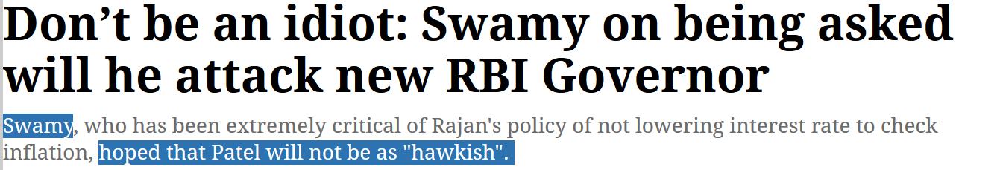 Don’t be an idiot: Swamy on being asked
will he attack new RBI Governor
Swamy, who has been extremely critical of Rajan's policy of not lowering interest rate to check
inflation, hoped that Patel will not be as "hawkish".